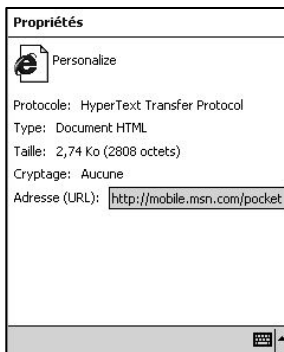 Propriétés
Personalize
Protocole: HyperText Transfer Protocol
Type: Document HTML
Taille: 2,74 Ko (2808 octets)
Cryptage: Aucune
Adresse (URL): http://mobile.msn.com/pocket